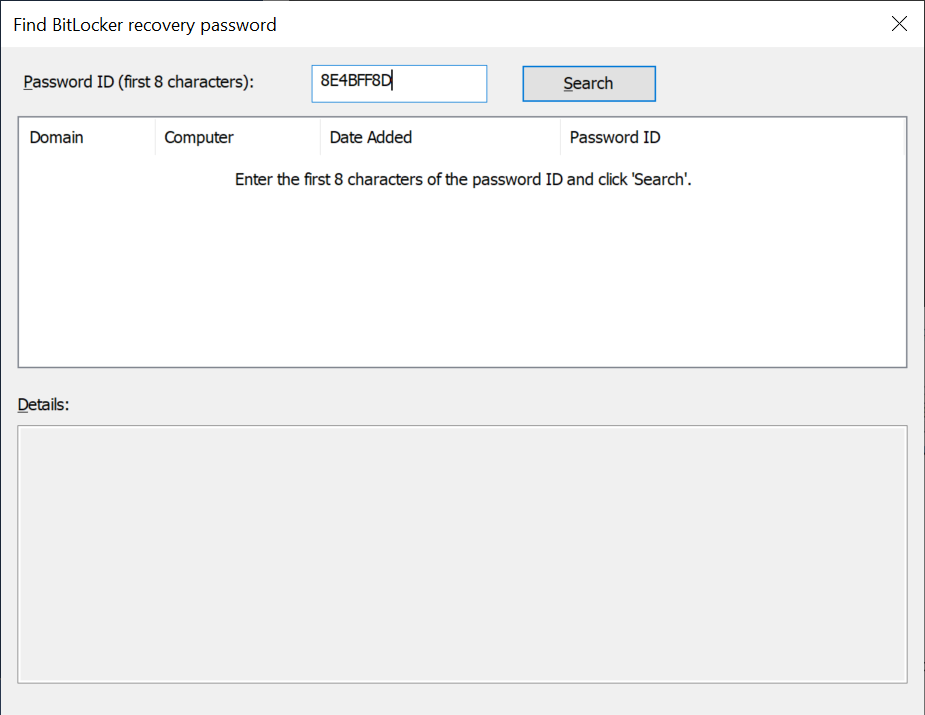 Find BitLocker recovery password
Password ID (first 8 characters): 8E4BFF8D Search
Domain Computer Date Added Password ID
Enter the first 8 characters of the password ID and click 'Search'.
Details: